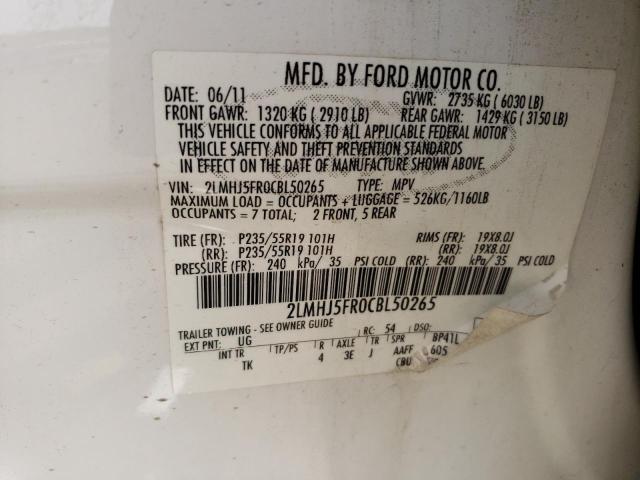 MFD. BY FORD MOTOR CO.
DATE: 06/11 GVWR: 2735 KG ( 6030 LB)
FRONT GAWR: 1320 KG ( 2910 LB) REAR GAWR: 1429 KG ( 3150 LB)
THIS VEHICLE CONFORMS TO ALL APPLICABLE FEDERAL MOTOR
VEHICLE SAFETY AND THEFT PREVENTION STANDARDS
IN EFFECT ON THE DATE OF MANUFACTURE SHOWN ABOVE.
VIN: 2LMHJ5FR0CBL50265 TYPE: MPV
MAXIMUM LOAD = OCCUPANTS + LUGGAGE = 526KG/1160LB
OCCUPANTS = 7 TOTAL; 2 FRONT, 5 REAR
TIRE (FR): P235/55R19 101H RIMS (FR): 19X8.0J
(RR): P235/55R19 101H (RR): 19X8.0J
PRESSURE (FR): 240 kPa/ 35 PSI COLD (RR): 240 kPa/ 35 PSI COLD
2LMHJ5FR0CBL50265
TRAILER TOWING - SEE OWNER GUIDE RC: 54 DSO:
EXT PNT: UG BP41L
INT TR TP/PS R AXLE TR SPR
TK 4 3E J AAFF 605
CBU